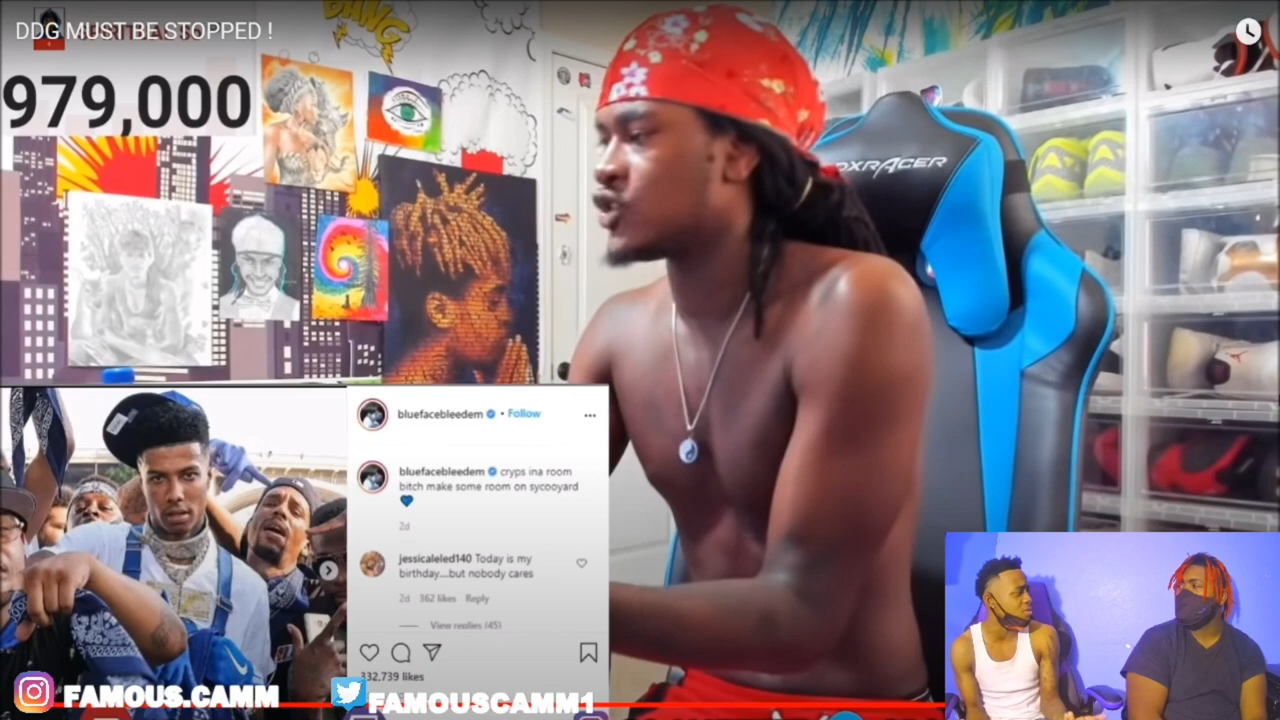 DDG MUST BE STOPPED !
979,000
DXRACER
bluefacebleedem • Follow
bluefacebleedem cryps ina room
bitch make some room on sycooyard
2d
jessicaleled140 Today is my
birthday....but nobody cares
2d 362 likes Reply
View replies (45)
332,739 likes
FAMOUS.CAMM
FAMOUSCAMM1